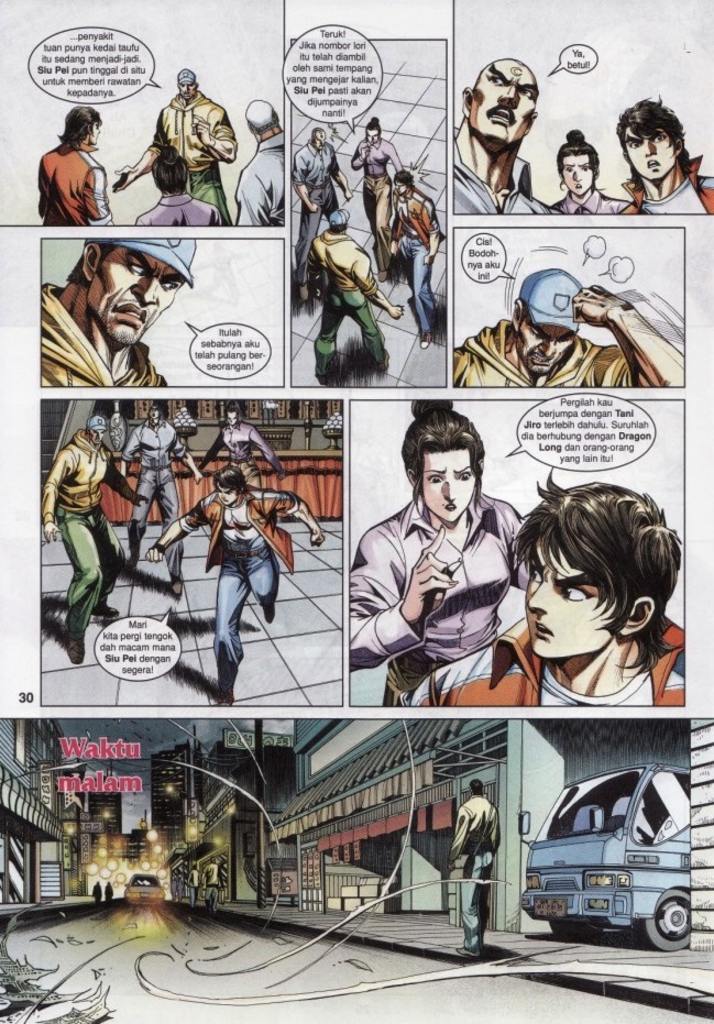 ...penyakit
tuan punya kedai taufu
itu sedang menjadi-jadi.
Siu Pei pun tinggal di situ
untuk memberi rawatan
kepadanya.
Teruk!
Jika nombor lori
itu telah diambil
oleh sami tempang
yang mengejar kalian,
Siu Pei pasti akan
dijumpainya
nanti!
Ya,
betul!
Itulah
sebabnya aku
telah pulang ber-
seorangan!
Cis!
Bodoh-
nya aku
ini!
Mari
kita pergi tengok
dah macam mana
Siu Pei dengan
segera!
Pergilah kau
berjumpa dengan Tani
Jiro terlebih dahulu. Suruhlah
dia berhubung dengan Dragon
Long dan orang-orang
yang lain itu!
30
Waktu
malam